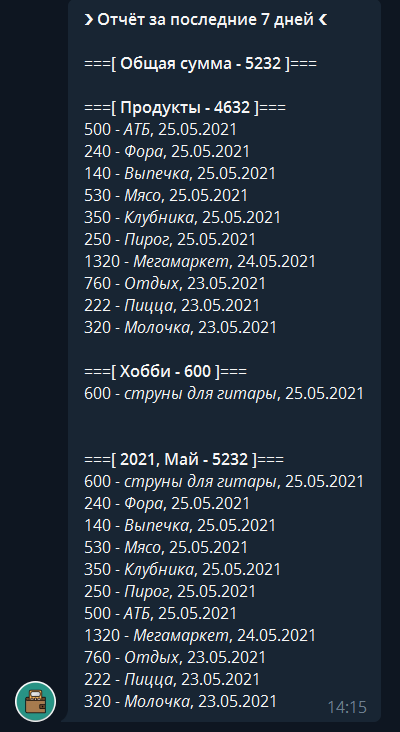 ❯ Отчёт за последние 7 дней ❮
===[ Общая сумма - 5232 ]===
===[ Продукты - 4632 ]===
500 - АТБ, 25.05.2021
240 - Фора, 25.05.2021
140 - Выпечка, 25.05.2021
530 - Мясо, 25.05.2021
350 - Клубника, 25.05.2021
250 - Пирог, 25.05.2021
1320 - Мегамаркет, 24.05.2021
760 - Отдых, 23.05.2021
222 - Пицца, 23.05.2021
320 - Молочка, 23.05.2021
===[ Хобби - 600 ]===
600 - струны для гитары, 25.05.2021
===[ 2021, Май - 5232 ]===
600 - струны для гитары, 25.05.2021
240 - Фора, 25.05.2021
140 - Выпечка, 25.05.2021
530 - Мясо, 25.05.2021
350 - Клубника, 25.05.2021
250 - Пирог, 25.05.2021
500 - АТБ, 25.05.2021
1320 - Мегамаркет, 24.05.2021
760 - Отдых, 23.05.2021
222 - Пицца, 23.05.2021
320 - Молочка, 23.05.2021
14:15